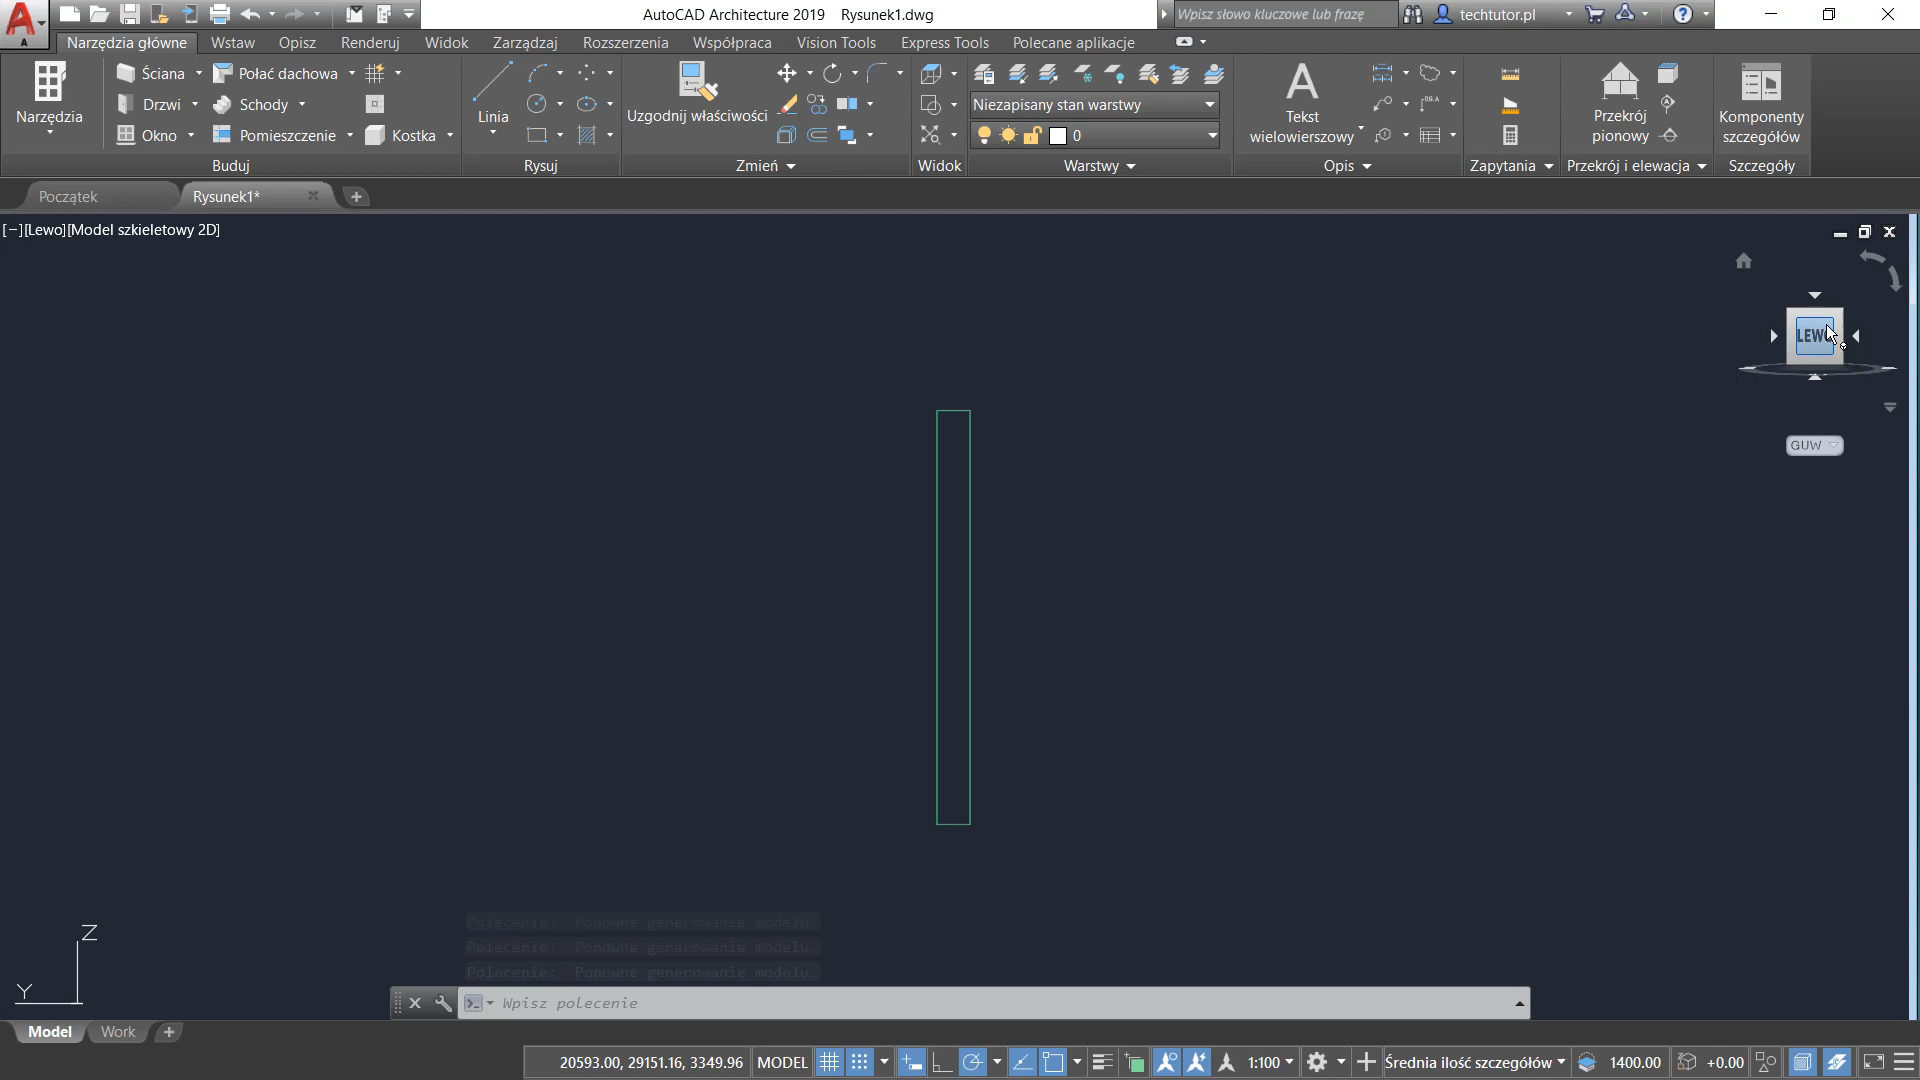 AutoCAD Architecture 2019 Rysunek1.dwg
Wpisz słowo kluczowe lub frazę
techtutor.pl
A
Narzędzia główne Wstaw Opisz Renderuj Widok Zarządzaj Rozszerzenia Współpraca Vision Tools Express Tools Polecane aplikacje
Narzędzia
Ściana Połać dachowa
Drzwi Schody
Okno Pomieszczenie Kostka
Buduj
Linia
Rysuj
Uzgodnij właściwości
Zmień
Widok
Niezapisany stan warstwy
0
Warstwy
Tekst
wielowierszowy
Opis
Zapytania
Przekrój
pionowy
Przekrój i elewacja
Komponenty
szczegółów
Szczegóły
Początek Rysunek1*
[−][Lewo][Model szkieletowy 2D]
LEWO
GUW
Z
Y
Polecenie: Ponowne generowanie modelu.
Polecenie: Ponowne generowanie modelu.
Polecenie: Ponowne generowanie modelu.
Wpisz polecenie
Model Work
20593.00, 29151.16, 3349.96 MODEL 1:100 Średnia ilość szczegółów 1400.00 +0.00